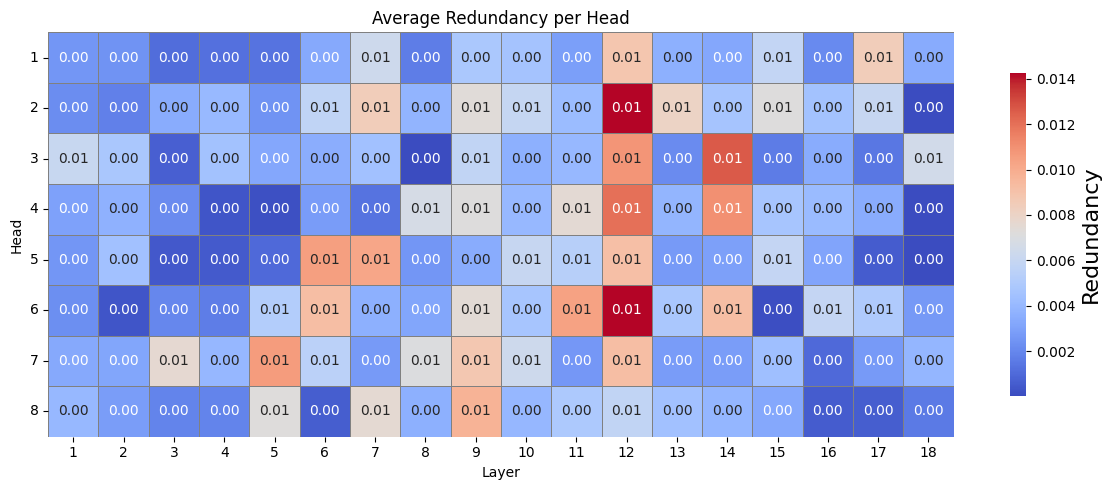 Average Redundancy per Head
1 0.00 0.00 0.00 0.00 0.00 0.00 0.01 0.00 0.00 0.00 0.00 0.01 0.00 0.00 0.01 0.00 0.01 0.00
2 0.00 0.00 0.00 0.00 0.00 0.01 0.01 0.00 0.01 0.01 0.00 0.01 0.01 0.00 0.01 0.00 0.01 0.00
3 0.01 0.00 0.00 0.00 0.00 0.00 0.00 0.00 0.01 0.00 0.00 0.01 0.00 0.01 0.00 0.00 0.00 0.01
4 0.00 0.00 0.00 0.00 0.00 0.00 0.00 0.01 0.01 0.00 0.01 0.01 0.00 0.01 0.00 0.00 0.00 0.00
5 0.00 0.00 0.00 0.00 0.00 0.01 0.01 0.00 0.00 0.01 0.01 0.01 0.00 0.00 0.01 0.00 0.00 0.00
6 0.00 0.00 0.00 0.00 0.01 0.01 0.00 0.00 0.01 0.00 0.01 0.01 0.00 0.01 0.00 0.01 0.01 0.00
7 0.00 0.00 0.01 0.00 0.01 0.01 0.00 0.01 0.01 0.01 0.00 0.01 0.00 0.00 0.00 0.00 0.00 0.00
8 0.00 0.00 0.00 0.00 0.01 0.00 0.01 0.00 0.01 0.00 0.00 0.01 0.00 0.00 0.00 0.00 0.00 0.00
Head
1 2 3 4 5 6 7 8 9 10 11 12 13 14 15 16 17 18
Layer
0.014
0.012
0.010
0.008
0.006
0.004
0.002
Redundancy